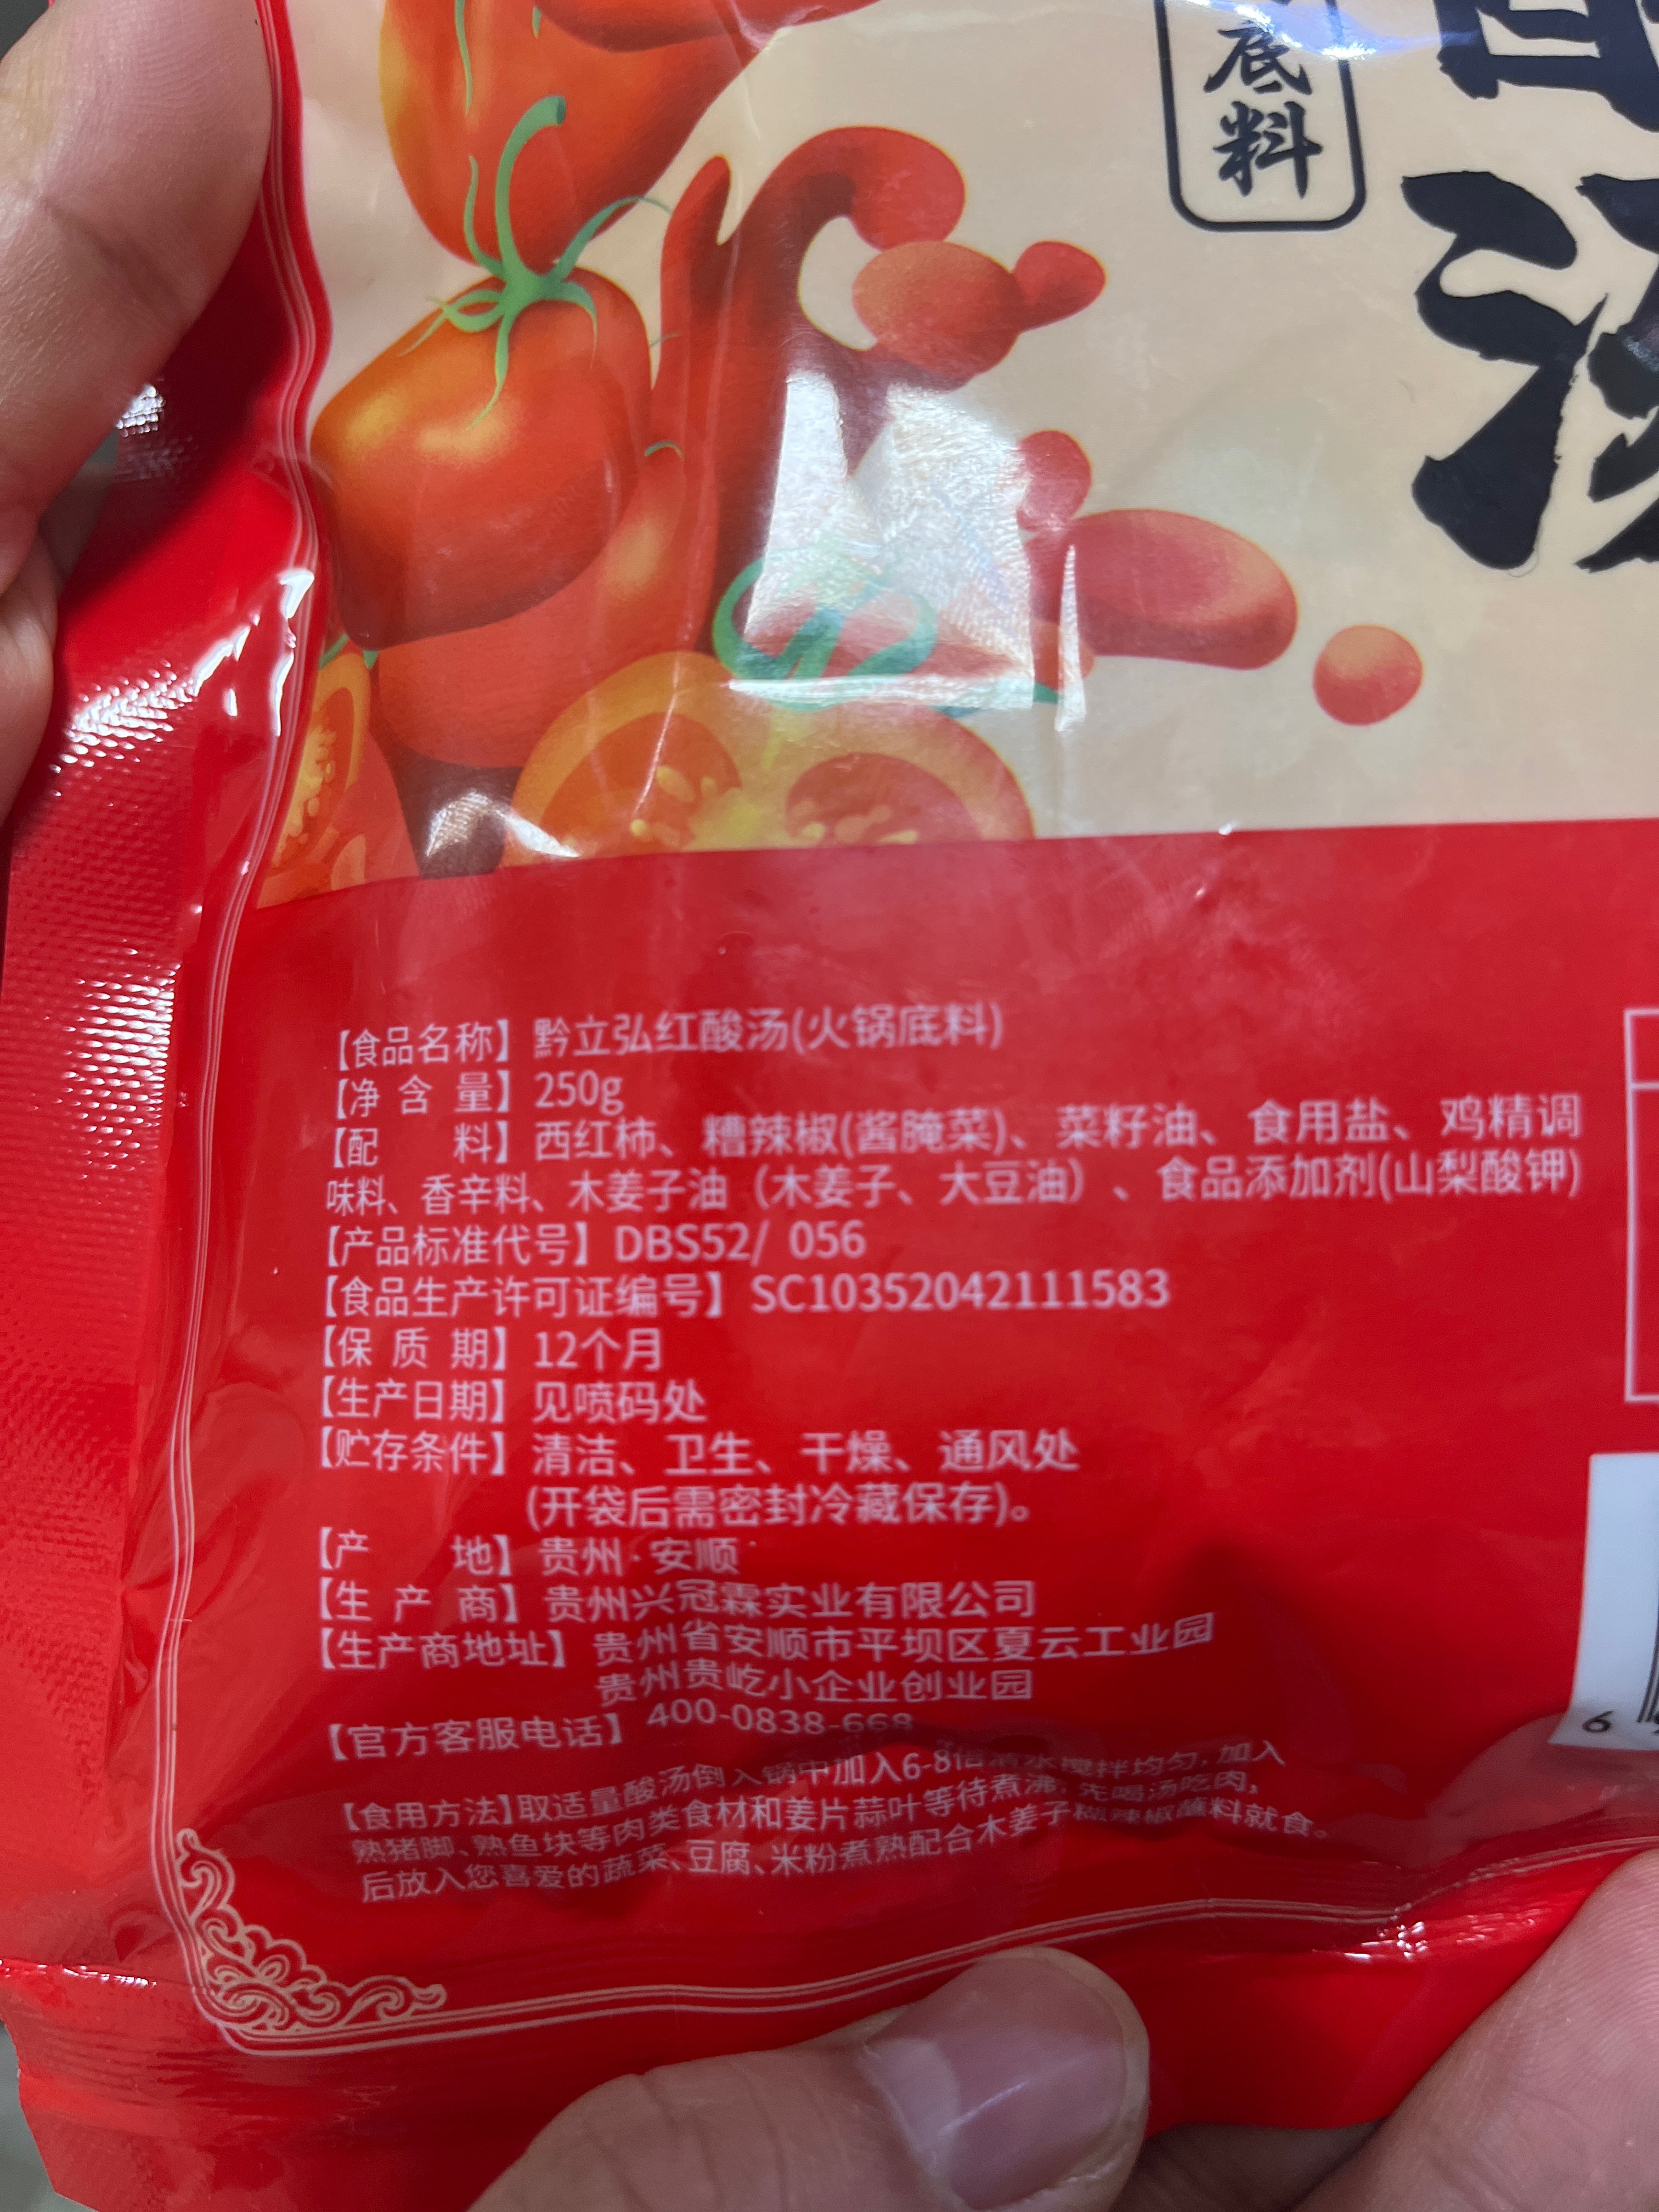 底料
【食品名称】黔立弘红酸汤(火锅底料)
【净含量】250g
【配料】西红柿、糟辣椒(酱腌菜)、菜籽油、食用盐、鸡精调
味料、香辛料、木姜子油（木姜子、大豆油）、食品添加剂(山梨酸钾)
【产品标准代号】DBS52/ 056
【食品生产许可证编号】SC10352042111583
【保质期】12个月
【生产日期】见喷码处
【贮存条件】清洁、卫生、干燥、通风处
(开袋后需密封冷藏保存)。
【产地】贵州·安顺
【生产商】贵州兴冠霖实业有限公司
【生产商地址】贵州省安顺市平坝区夏云工业园
贵州贵屹小企业创业园
【官方客服电话】400-0838-668
【食用方法】取适量酸汤倒入锅中加入6-8倍清水搅拌均匀,加入
熟猪脚、熟鱼块等肉类食材和姜片蒜叶等待煮沸,先喝汤吃肉,
后放入您喜爱的蔬菜、豆腐、米粉煮熟配合木姜子糊辣椒蘸料就食。
6